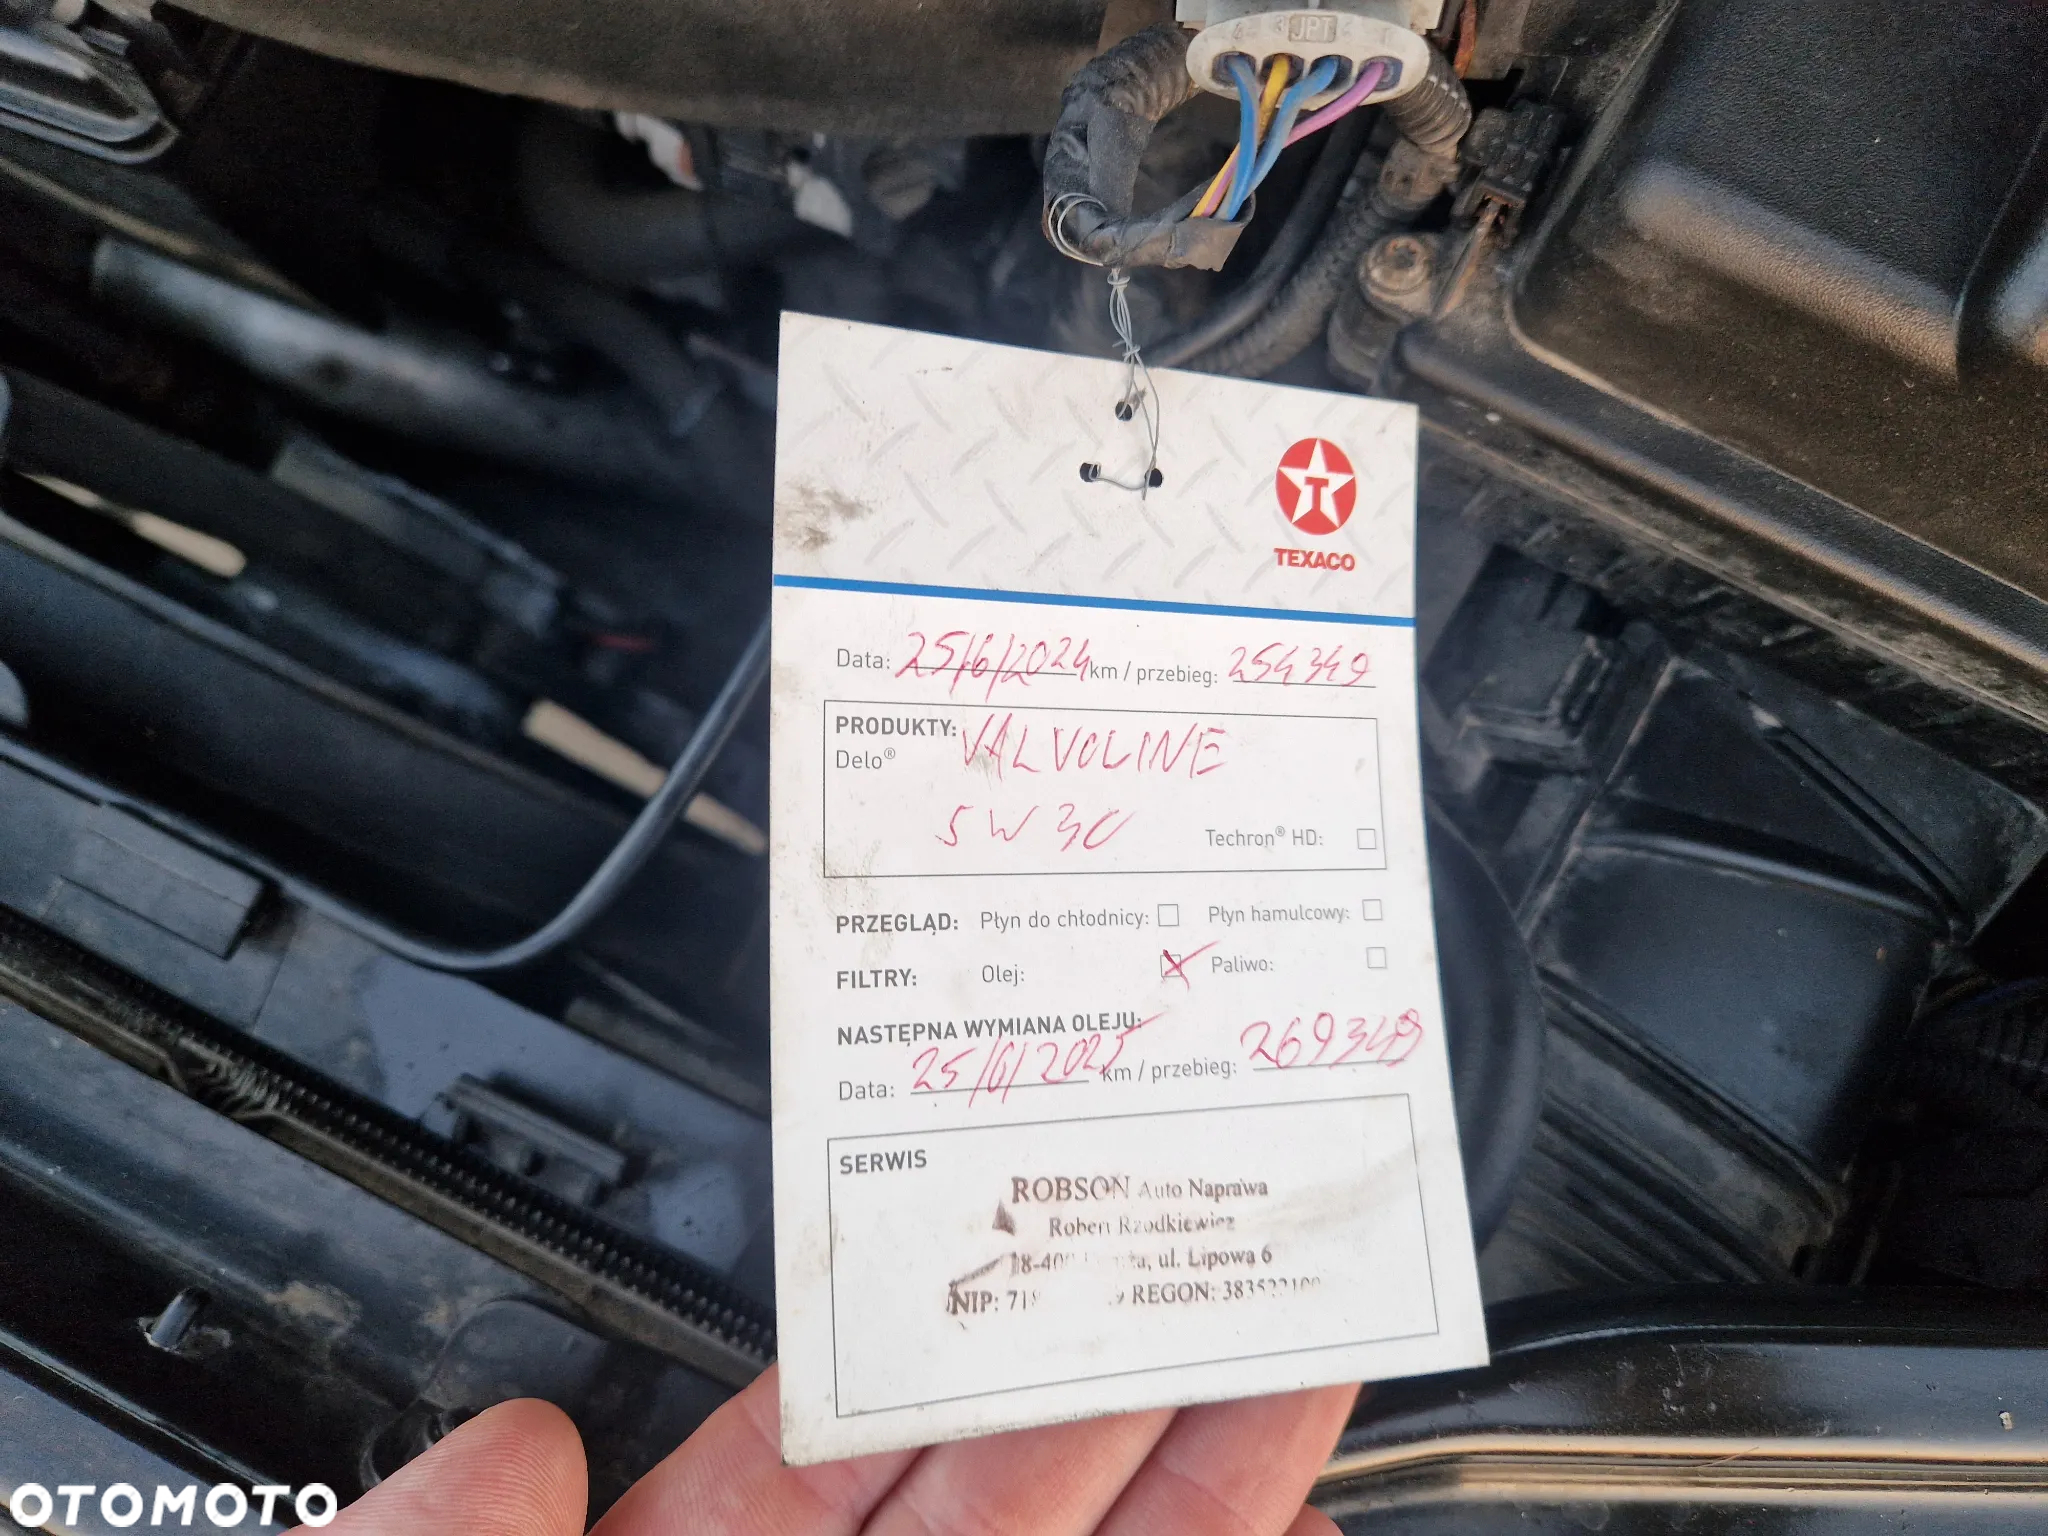 JPT
TEXACO
Data: 25/6/2024 km / przebieg: 254349
PRODUKTY: VALVOLINE
Delo®
5W30
Techron® HD:
PRZEGLĄD: Płyn do chłodnicy: Płyn hamulcowy:
FILTRY: Olej: Paliwo:
NASTĘPNA WYMIANA OLEJU:
Data: 25/6/2025 km / przebieg: 269349
SERWIS
ROBSON Auto Naprawa
Robert Rzodkiewicz
18-400 ul. Lipowa 6
NIP: REGON:
OTOMOTO